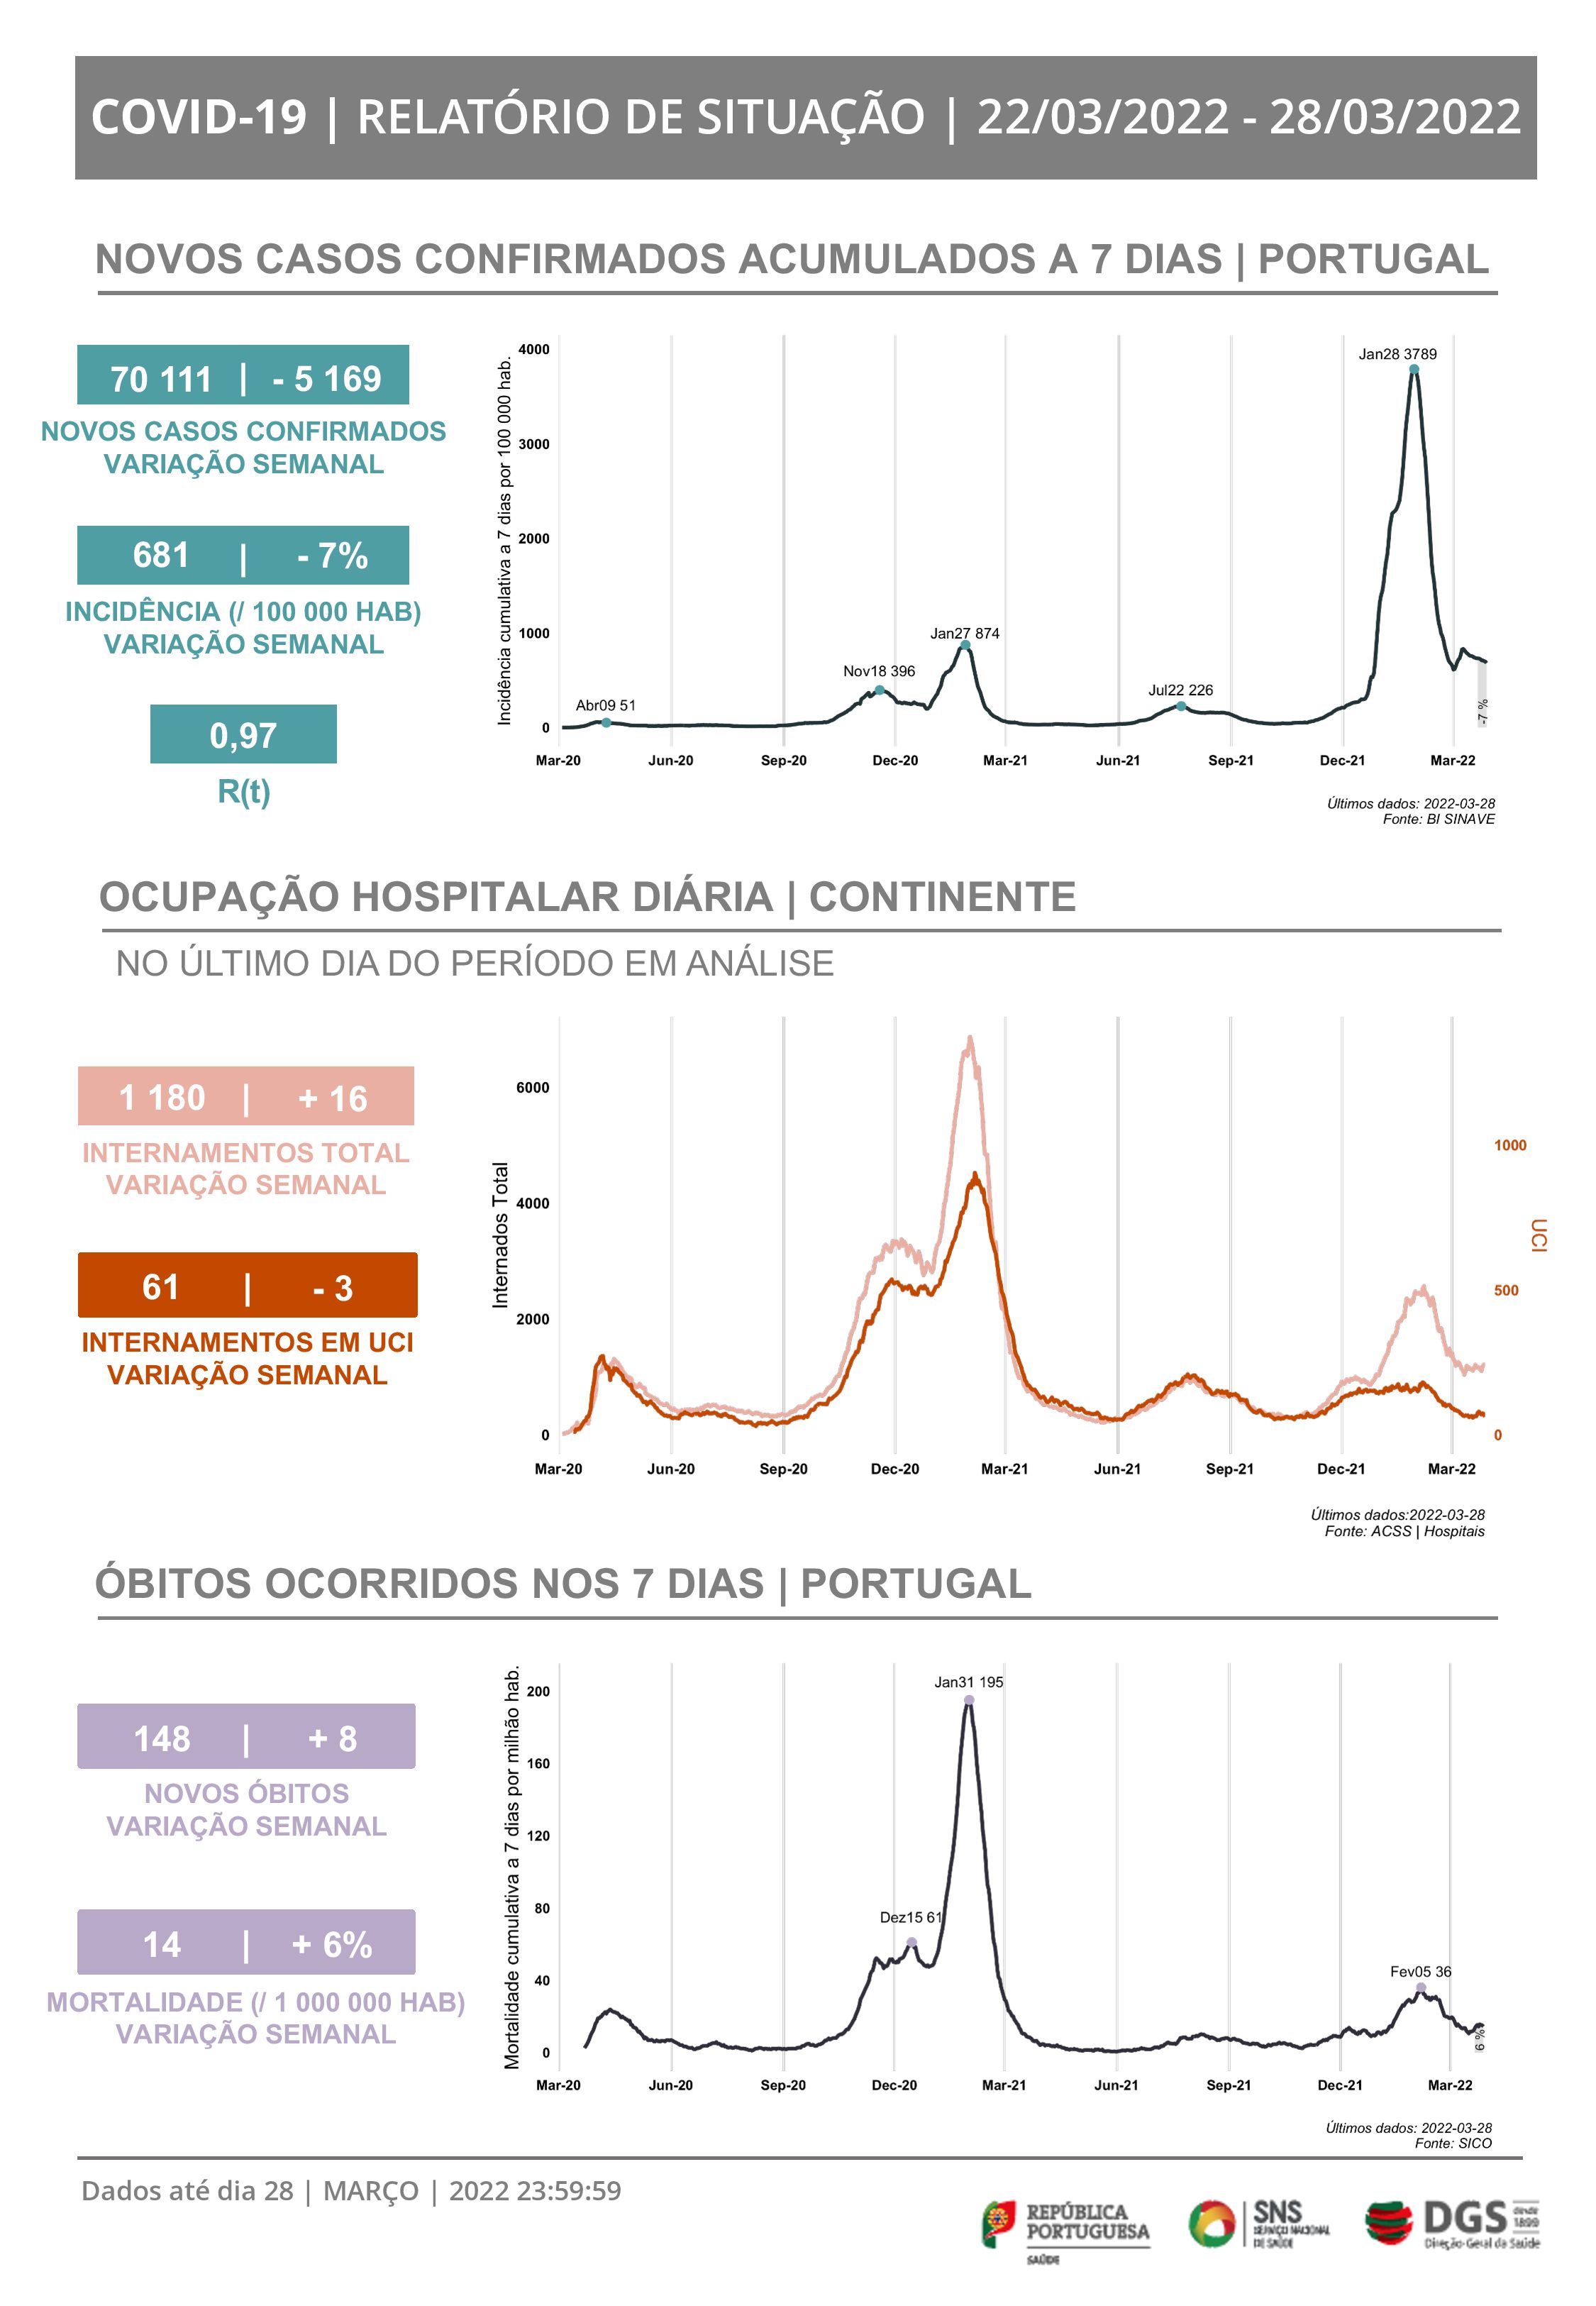 COVID-19 | RELATÓRIO DE SITUAÇÃO | 22/03/2022 - 28/03/2022
NOVOS CASOS CONFIRMADOS ACUMULADOS A 7 DIAS | PORTUGAL
70 111 | - 5 169
NOVOS CASOS CONFIRMADOS
VARIAÇÃO SEMANAL
681 | - 7%
INCIDÊNCIA (/ 100 000 HAB)
VARIAÇÃO SEMANAL
0,97
R(t)
Incidência cumulativa a 7 dias por 100 000 hab.
4000
3000
2000
1000
0
Abr09 51
Nov18 396
Jan27 874
Jul22 226
Jan28 3789
-7 %
Mar-20 Jun-20 Sep-20 Dec-20 Mar-21 Jun-21 Sep-21 Dec-21 Mar-22
Últimos dados: 2022-03-28
Fonte: BI SINAVE
OCUPAÇÃO HOSPITALAR DIÁRIA | CONTINENTE
NO ÚLTIMO DIA DO PERÍODO EM ANÁLISE
1 180 | + 16
INTERNAMENTOS TOTAL
VARIAÇÃO SEMANAL
61 | - 3
INTERNAMENTOS EM UCI
VARIAÇÃO SEMANAL
Internados Total
6000
4000
2000
0
1000
500
0
UCI
Mar-20 Jun-20 Sep-20 Dec-20 Mar-21 Jun-21 Sep-21 Dec-21 Mar-22
Últimos dados:2022-03-28
Fonte: ACSS | Hospitais
ÓBITOS OCORRIDOS NOS 7 DIAS | PORTUGAL
148 | + 8
NOVOS ÓBITOS
VARIAÇÃO SEMANAL
14 | + 6%
MORTALIDADE (/ 1 000 000 HAB)
VARIAÇÃO SEMANAL
Mortalidade cumulativa a 7 dias por milhão hab.
200
160
120
80
40
0
Dez15 61
Jan31 195
Fev05 36
6 %
Mar-20 Jun-20 Sep-20 Dec-20 Mar-21 Jun-21 Sep-21 Dec-21 Mar-22
Últimos dados: 2022-03-28
Fonte: SICO
Dados até dia 28 | MARÇO | 2022 23:59:59
REPÚBLICA
PORTUGUESA
SAÚDE
SNS
SERVIÇO NACIONAL
DE SAÚDE
DGS desde 1899
Direção-Geral da Saúde